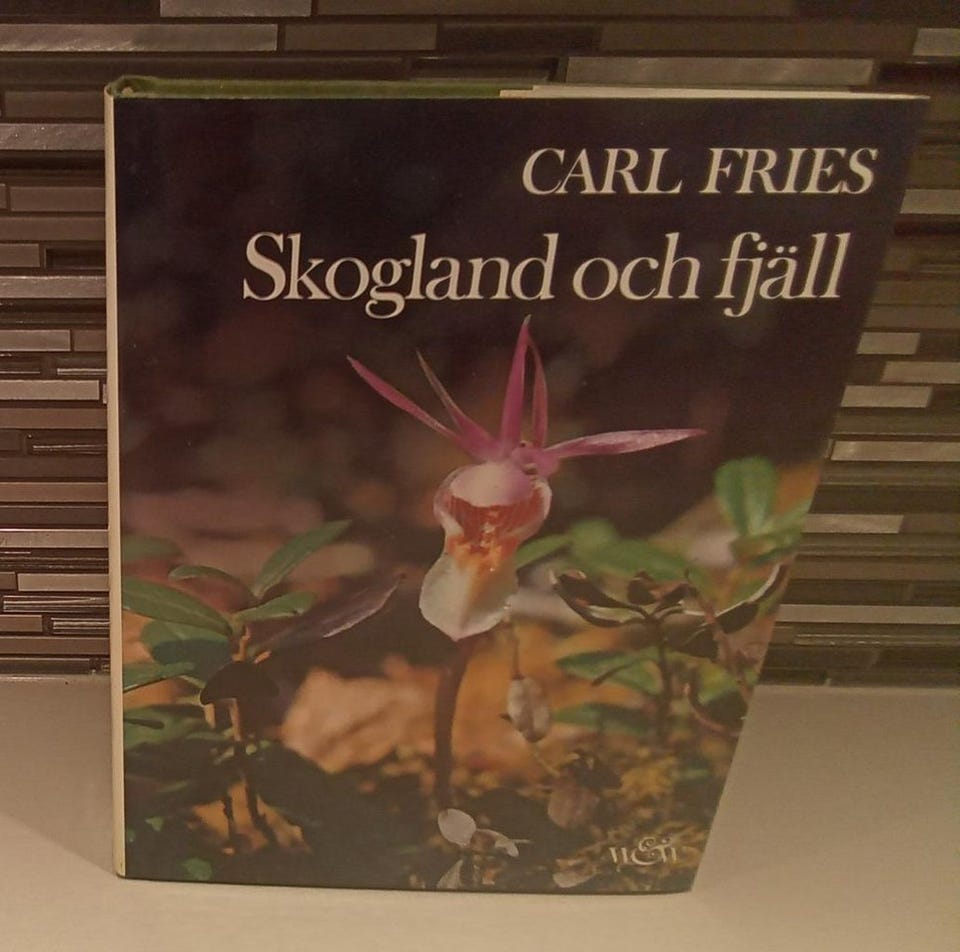 CARL FRIES
Skogland och fjäll
W&W